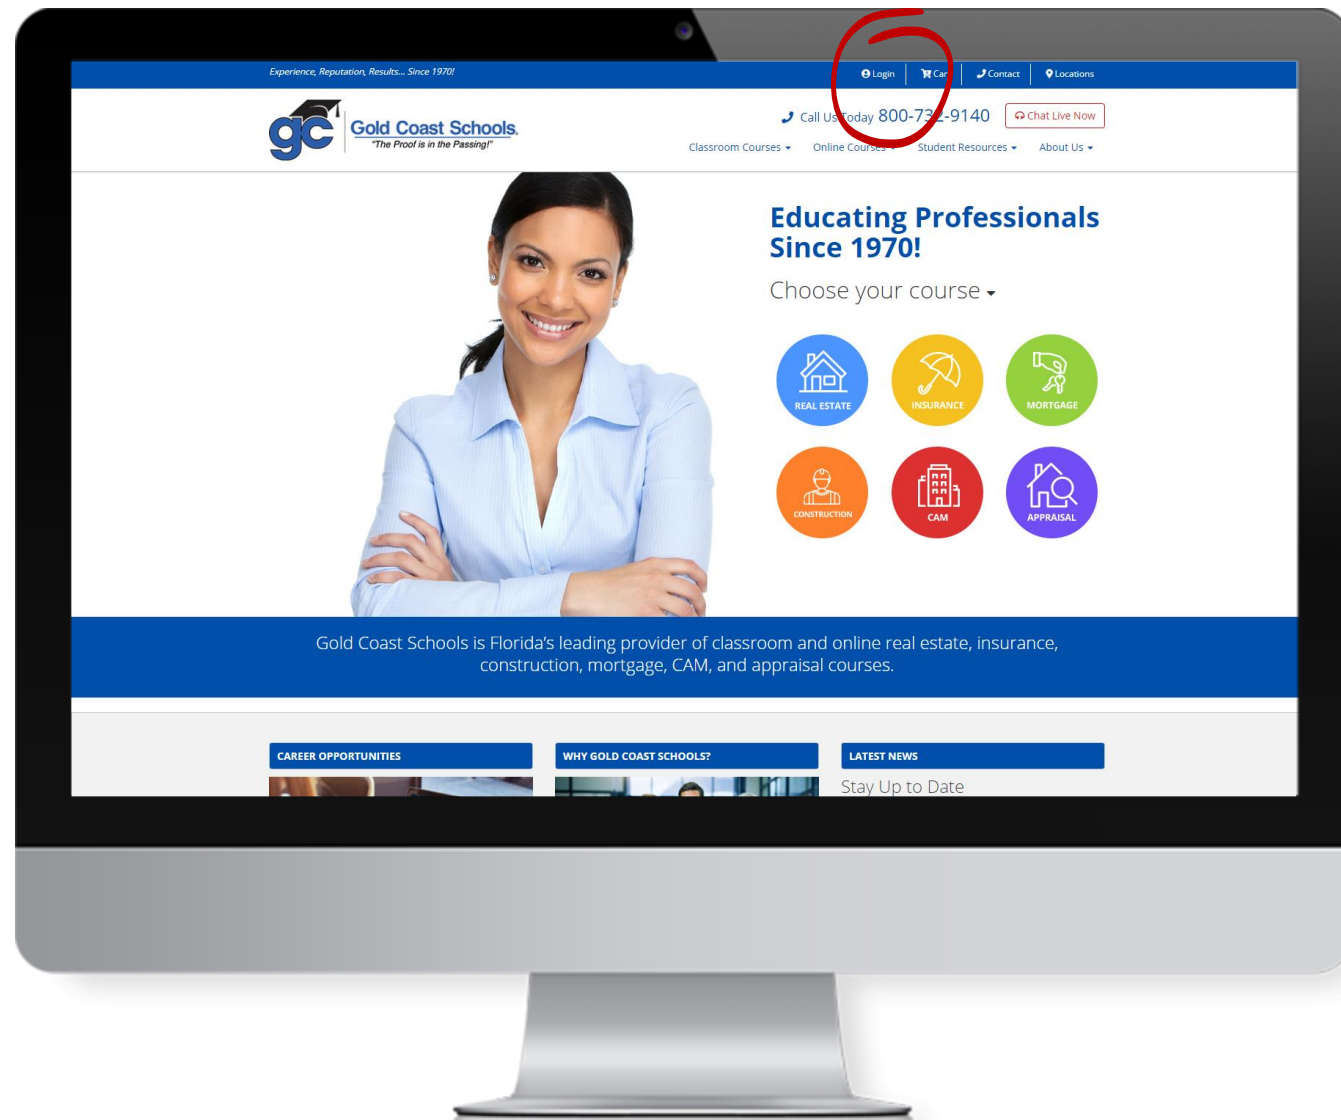 Experience, Reputation, Results... Since 1970!
Login
Cart
Contact
Locations
gc
Gold Coast Schools.
"The Proof is in the Passing!"
Call Us Today 800-732-9140
Chat Live Now
Classroom Courses
Online Courses
Student Resources
About Us
Educating Professionals
Since 1970!
Choose your course
REAL ESTATE
INSURANCE
MORTGAGE
CONSTRUCTION
CAM
APPRAISAL
Gold Coast Schools is Florida's leading provider of classroom and online real estate, insurance,
construction, mortgage, CAM, and appraisal courses.
CAREER OPPORTUNITIES
WHY GOLD COAST SCHOOLS?
LATEST NEWS
Stay Up to Date